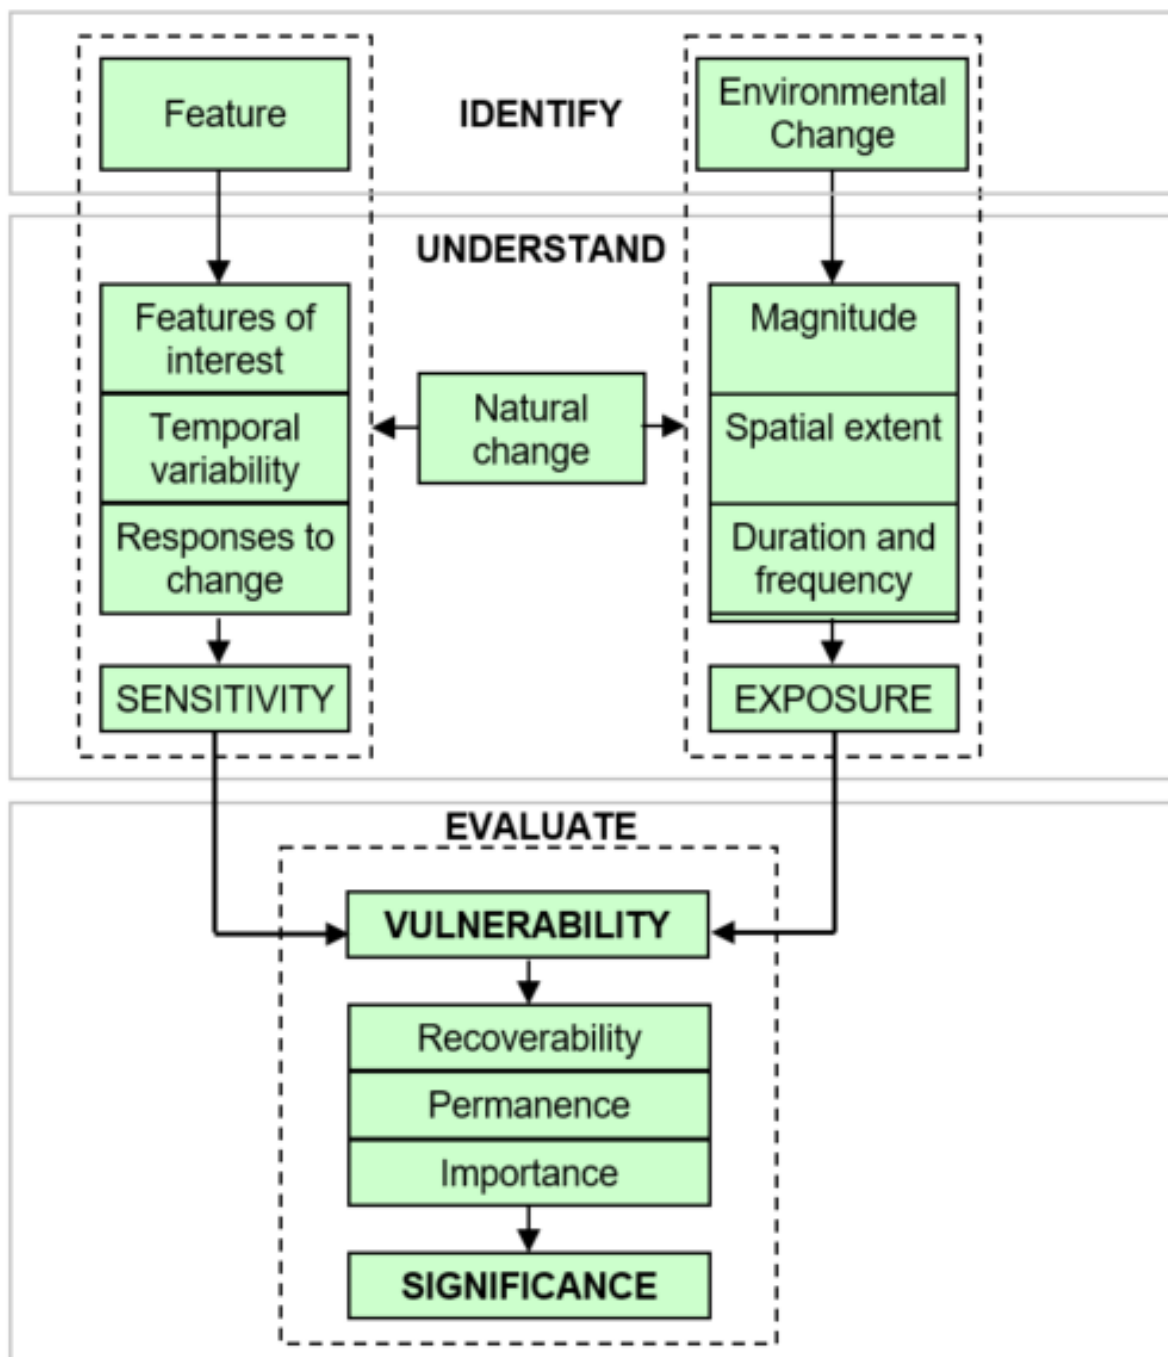 Feature
IDENTIFY
Environmental
Change
UNDERSTAND
Features of
interest
Temporal
variability
Responses to
change
SENSITIVITY
Natural
change
Magnitude
Spatial extent
Duration and
frequency
EXPOSURE
EVALUATE
VULNERABILITY
Recoverability
Permanence
Importance
SIGNIFICANCE